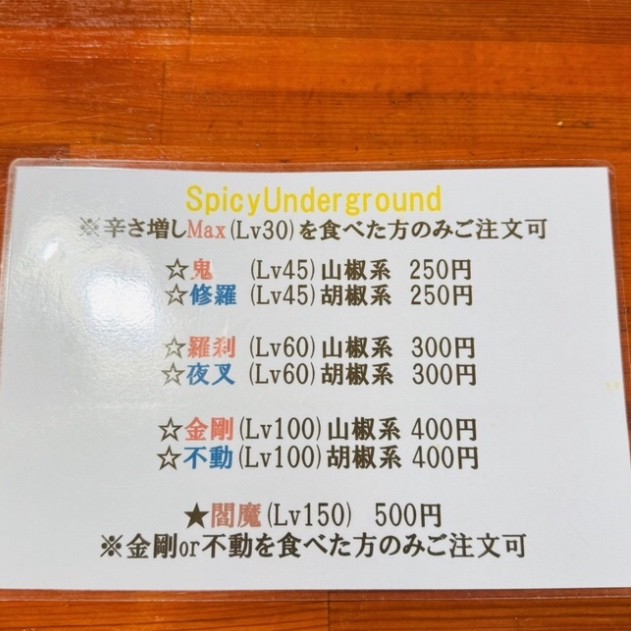 SpicyUnderground
※辛さ増しMax(Lv30)を食べた方のみご注文可
☆鬼 (Lv45)山椒系 250円
☆修羅 (Lv45)胡椒系 250円
☆羅刹 (Lv60)山椒系 300円
☆夜叉 (Lv60)胡椒系 300円
☆金剛(Lv100)山椒系 400円
☆不動(Lv100)胡椒系 400円
★閻魔(Lv150) 500円
※金剛or不動を食べた方のみご注文可